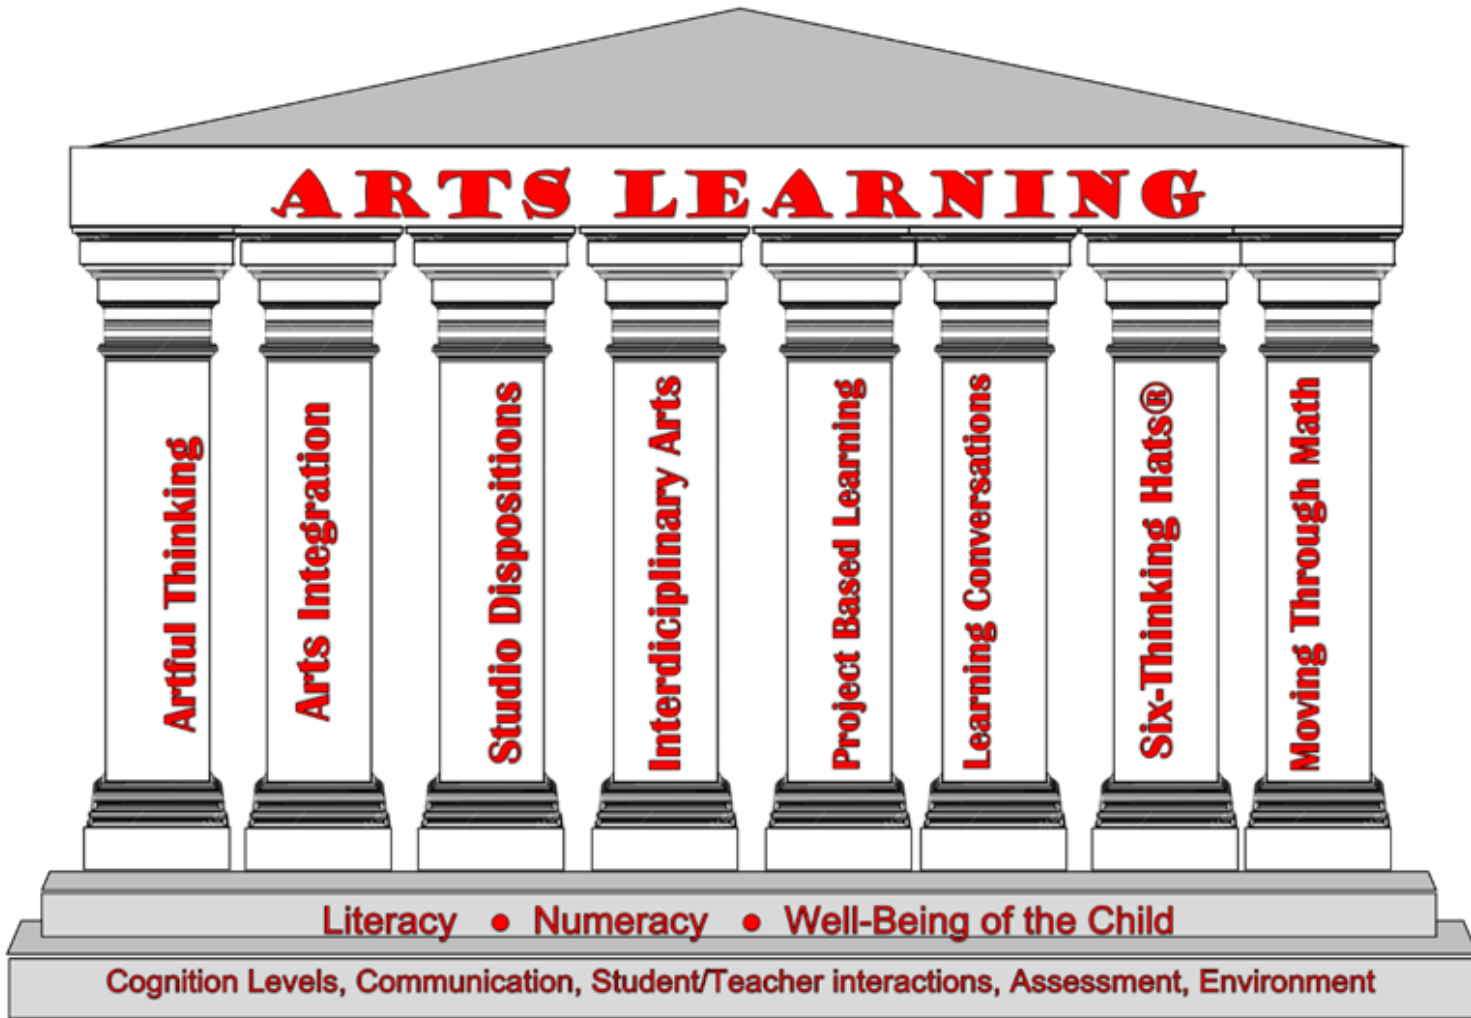 ARTS LEARNING
Artful Thinking
Arts Integration
Studio Dispositions
Interdiciplinary Arts
Project Based Learning
Learning Conversations
Six-Thinking Hats®
Moving Through Math
Literacy • Numeracy • Well-Being of the Child
Cognition Levels, Communication, Student/Teacher interactions, Assessment, Environment